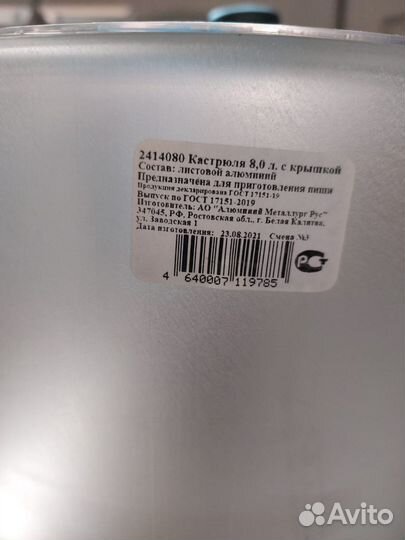 2414080 Кастрюля 8,0 л. с крышкой
Состав: листовой алюминий
Предназначена для приготовления пищи
Продукция декларирована ГОСТ 17151-19
Выпуск по ГОСТ 17151-2019
Изготовитель: АО "Алюминий Металлург Рус"
347045, РФ, Ростовская обл., г. Белая Калитва,
ул. Заводская 1
Дата изготовления: 23.08.2021 Смена №3
4 640007 119785
РСТ
Avito